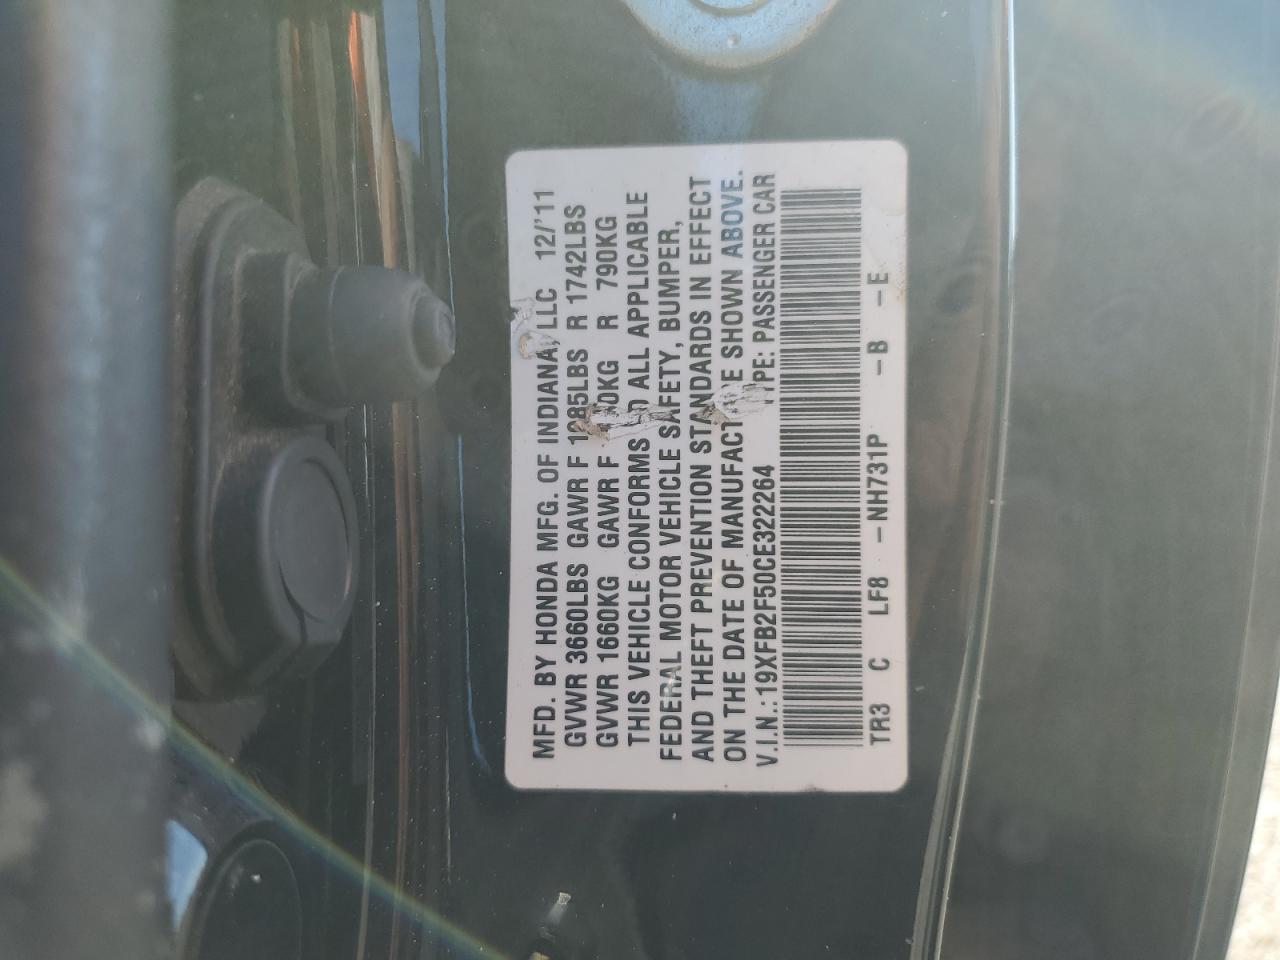 MFD. BY HONDA MFG. OF INDIANA, LLC 12/'11
GVWR 3660LBS GAWR F R 1742LBS
GVWR 1660KG GAWR F R 790KG
THIS VEHICLE CONFORMS ALL APPLICABLE
FEDERAL MOTOR VEHICLE SAFETY, BUMPER,
AND THEFT PREVENTION STANDARDS IN EFFECT
ON THE DATE OF MANUFACT E SHOWN ABOVE.
V.I.N.: 19XFB2F50CE322264 YPE: PASSENGER CAR
TR3 C LF8 -NH731P -B -E